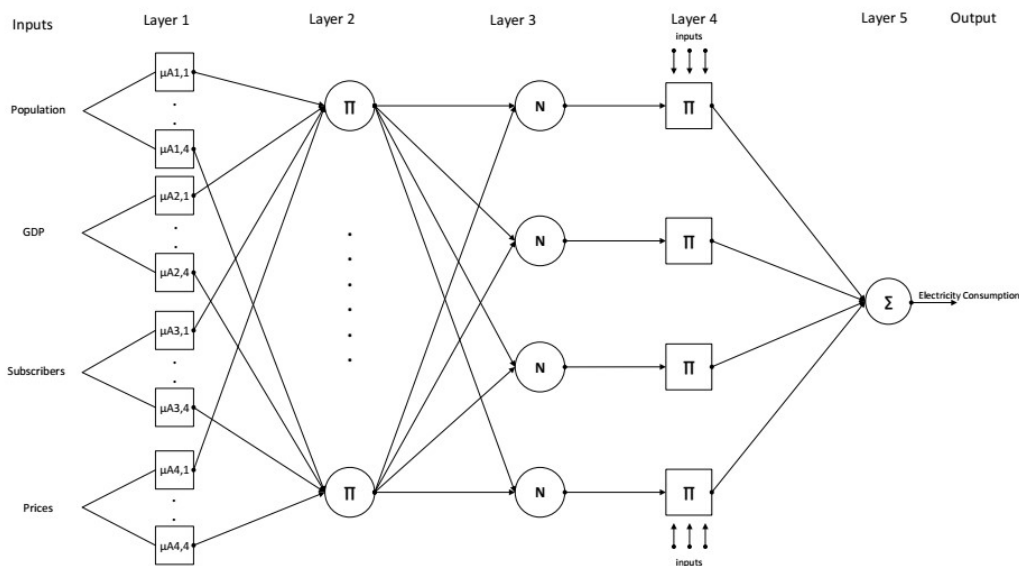 Inputs
Layer 1
Layer 2
Layer 3
Layer 4
Layer 5
Output
inputs
Population
μA1,1
μA1,4
GDP
μA2,1
μA2,4
Subscribers
μA3,1
μA3,4
Prices
μA4,1
μA4,4
Π
Π
N
N
N
N
Π
Π
Π
Π
inputs
Σ
Electricity Consumption